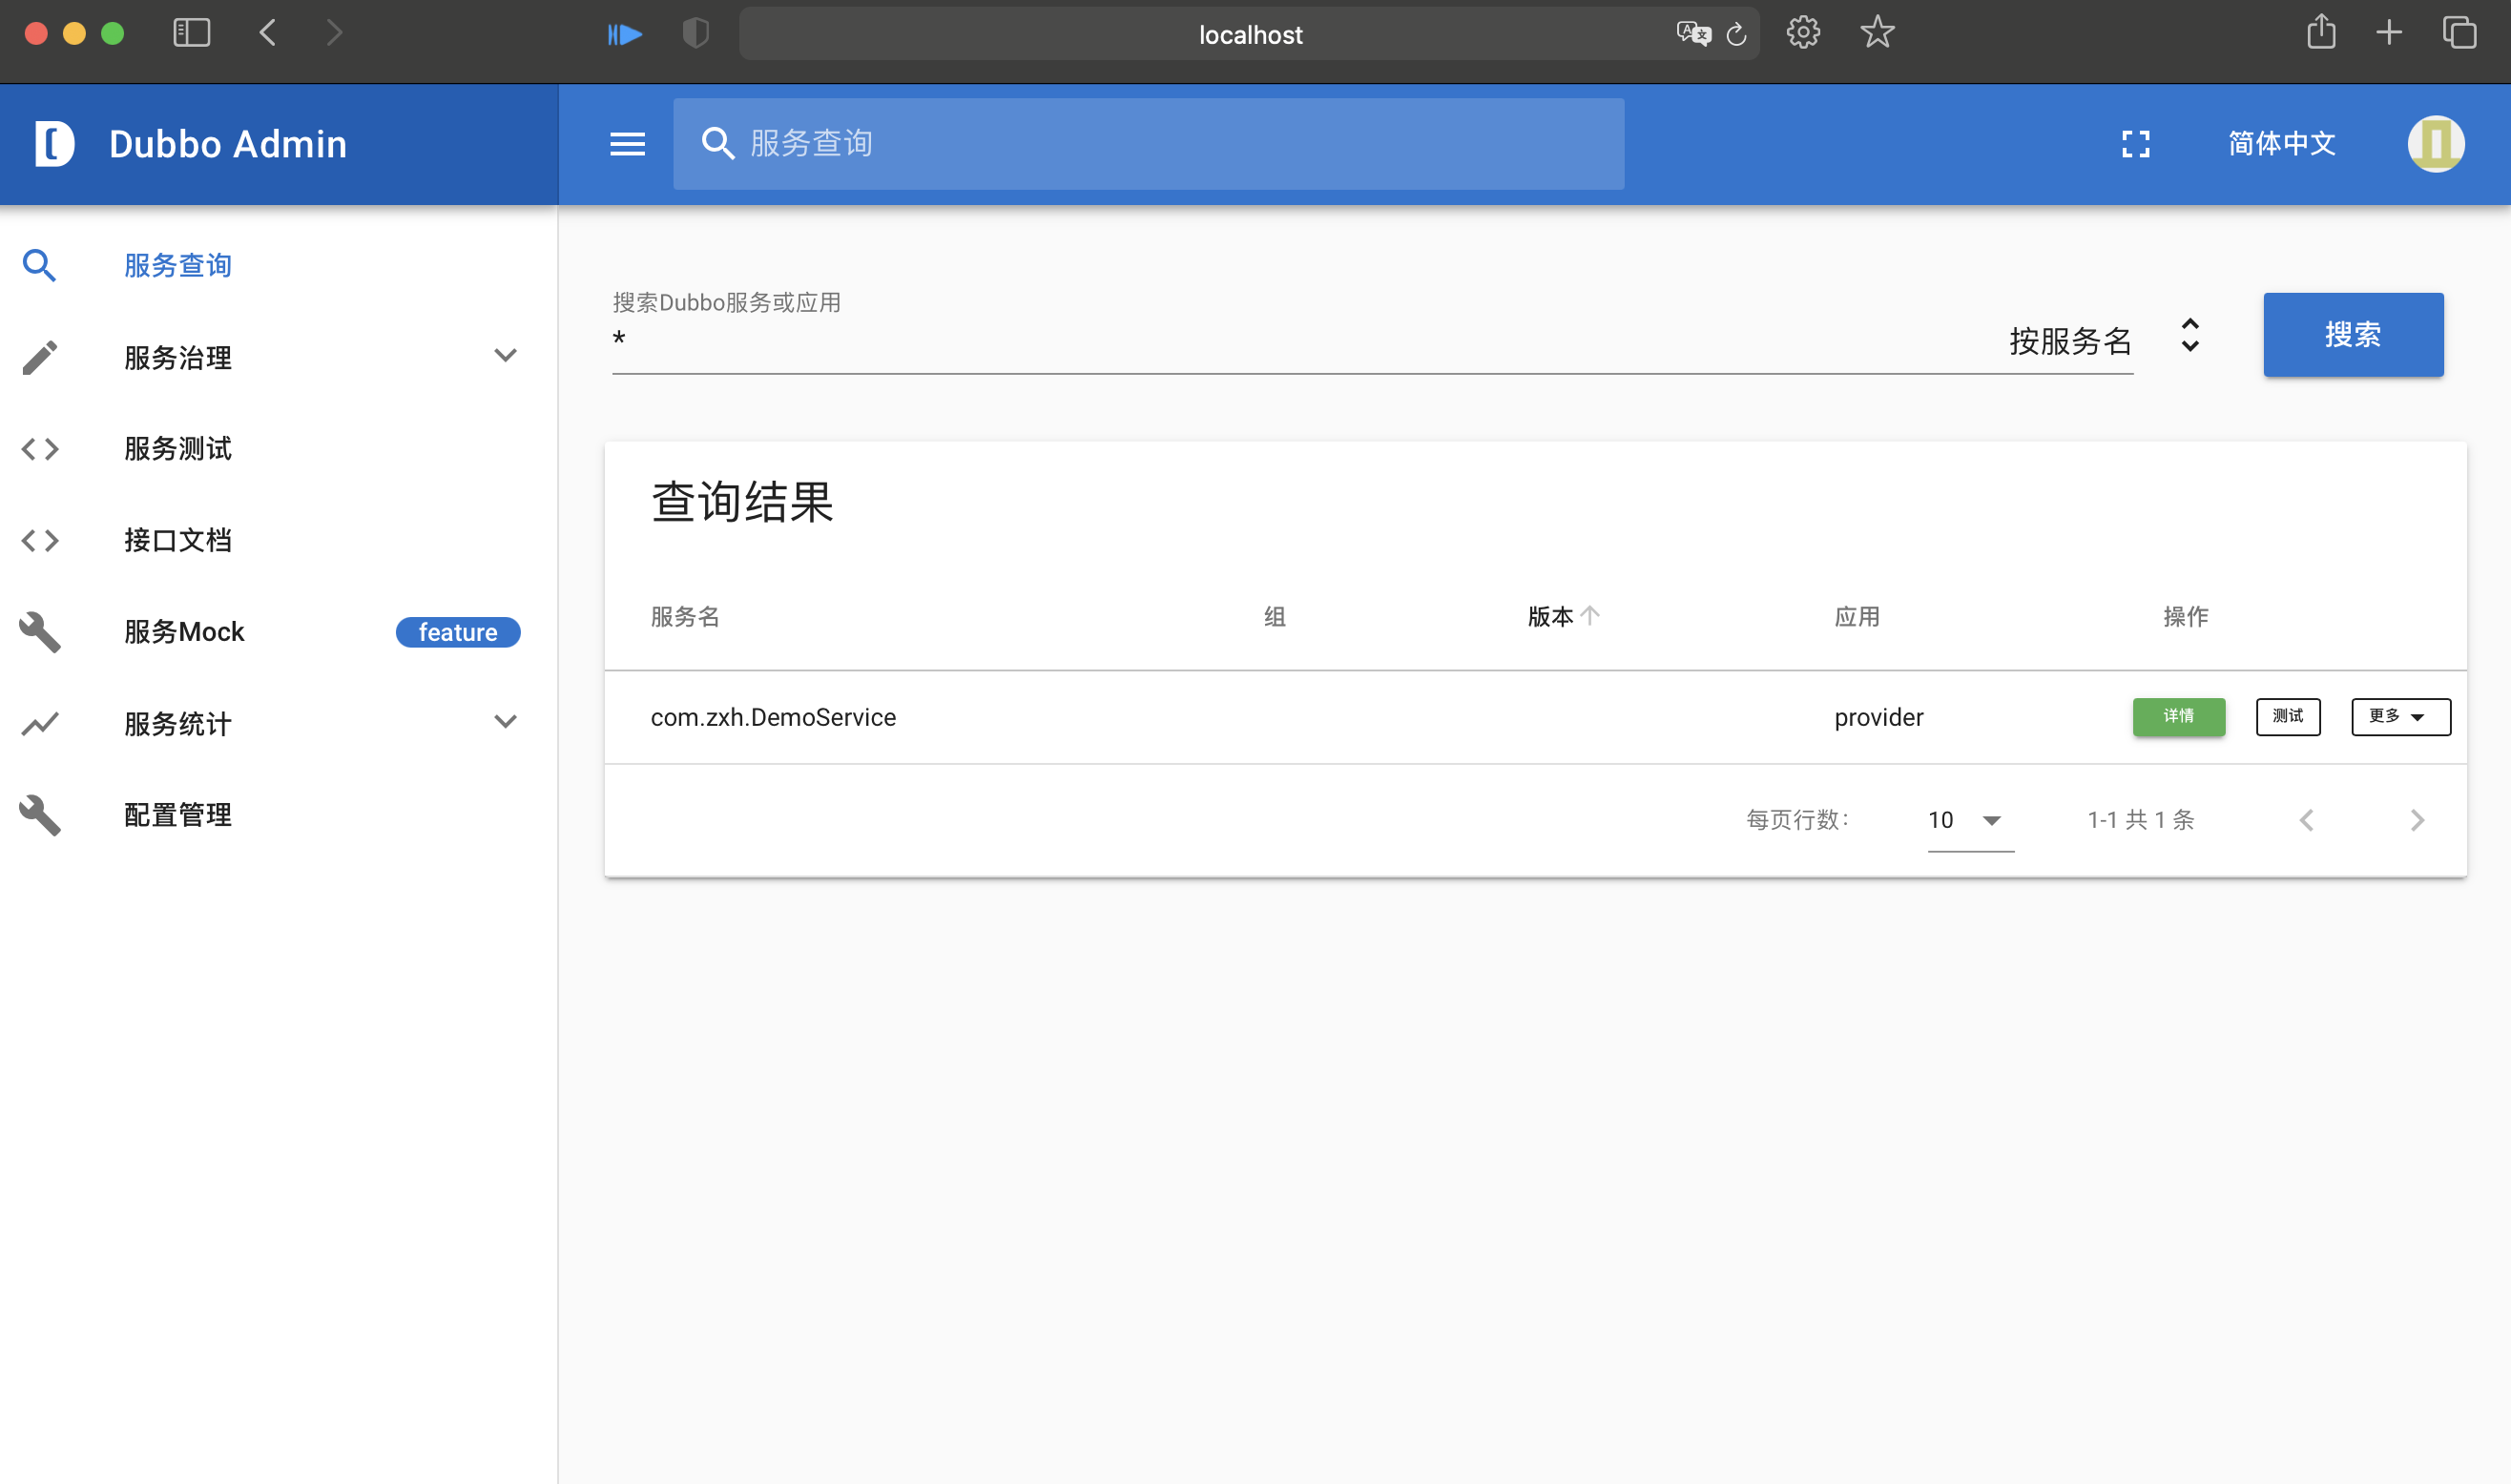 localhost
Dubbo Admin
服务查询
简体中文
服务查询
服务治理
服务测试
接口文档
服务Mock feature
服务统计
配置管理
搜索Dubbo服务或应用
* 按服务名 搜索
查询结果
服务名 组 版本 应用 操作
com.zxh.DemoService provider 详情 测试 更多
每页行数: 10 1-1 共 1 条